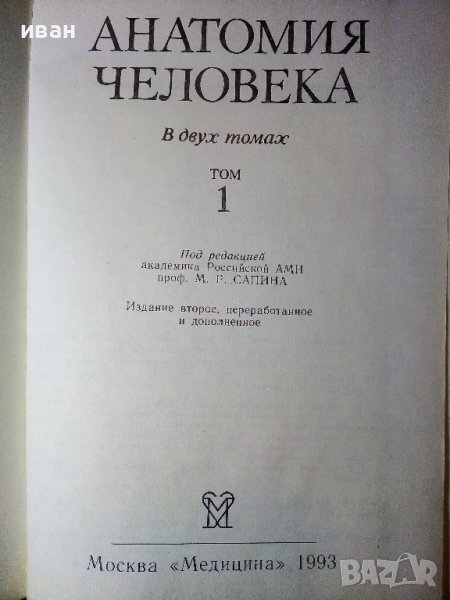 иван
АНАТОМИЯ
ЧЕЛОВЕКА
В двух томах
ТОМ
1
Под редакцией
академика Российской АМН
проф. М. Р. САПИНА
Издание второе, переработанное
и дополненное
Москва «Медицина» 1993
BAZAR